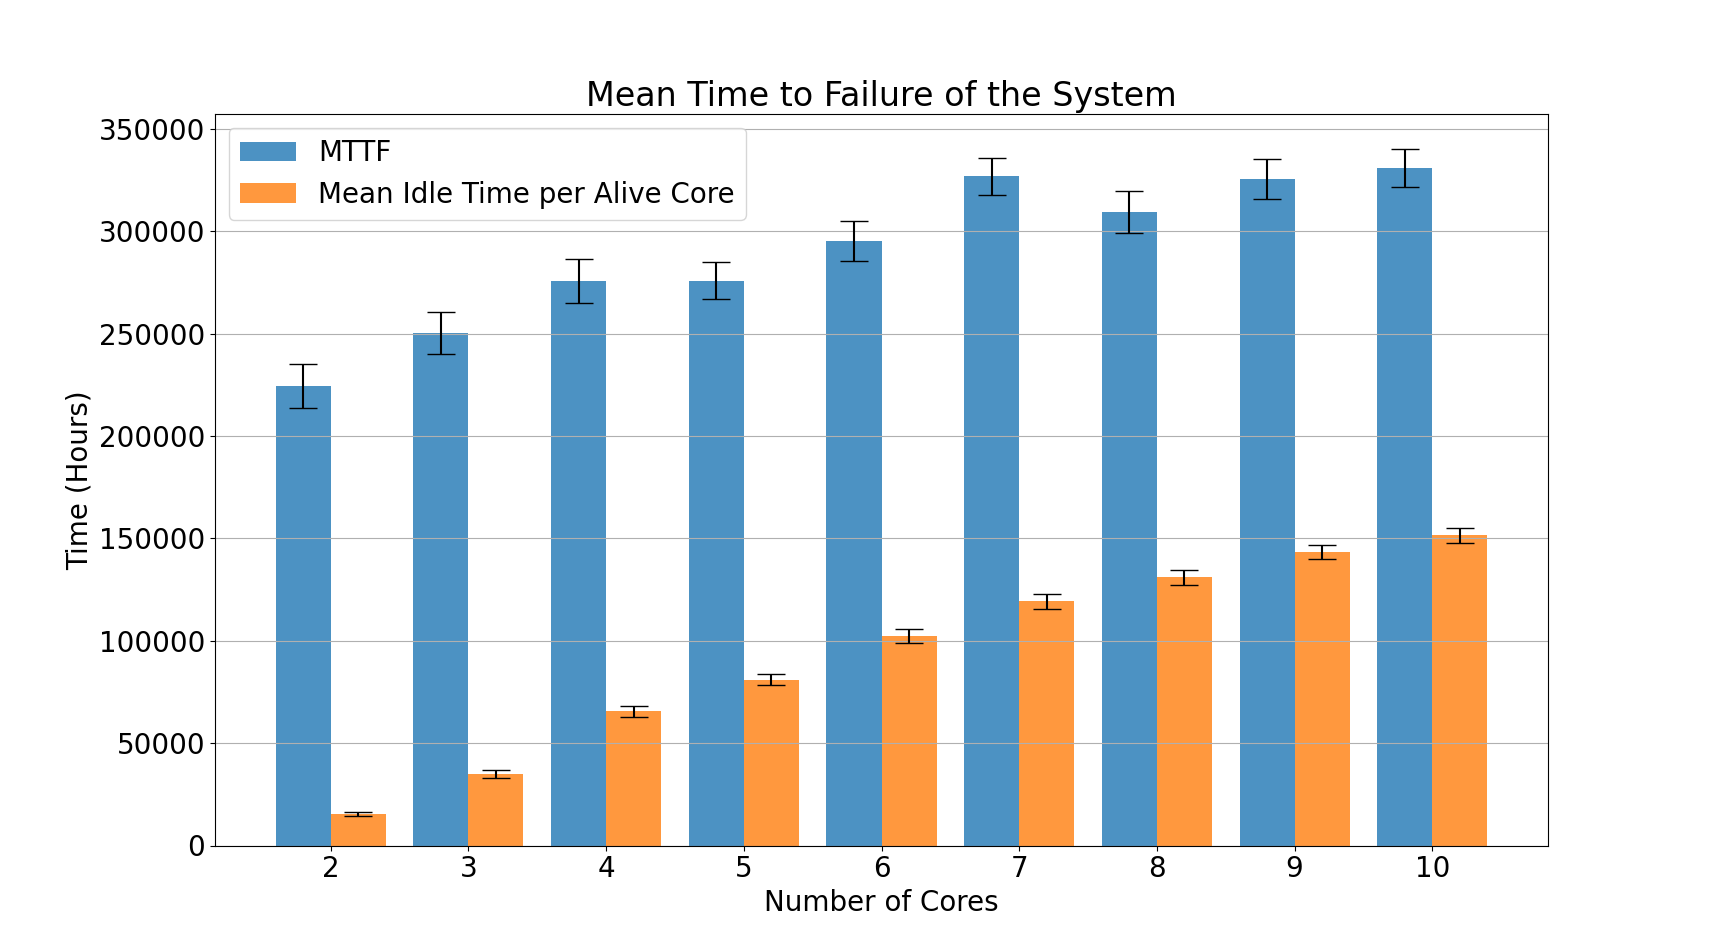 Mean Time to Failure of the System
MTTF
Mean Idle Time per Alive Core
350000
300000
250000
200000
150000
100000
50000
0
Time (Hours)
2 3 4 5 6 7 8 9 10
Number of Cores